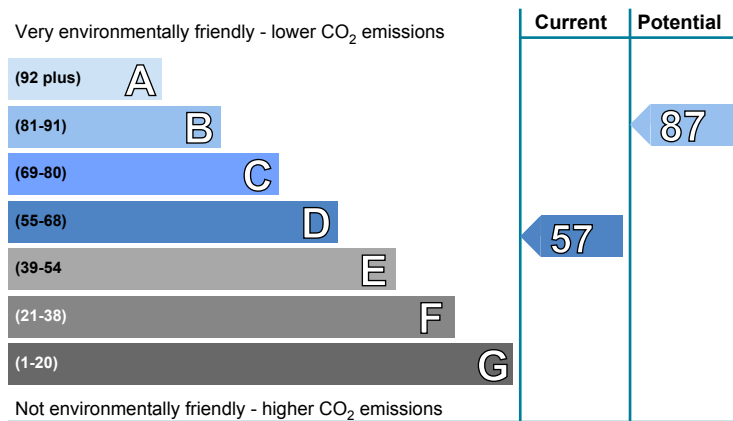 Current Potential
Very environmentally friendly - lower CO2 emissions
(92 plus) A
(81-91) B 87
(69-80) C
(55-68) D 57
(39-54 E
(21-38) F
(1-20) G
Not environmentally friendly - higher CO2 emissions